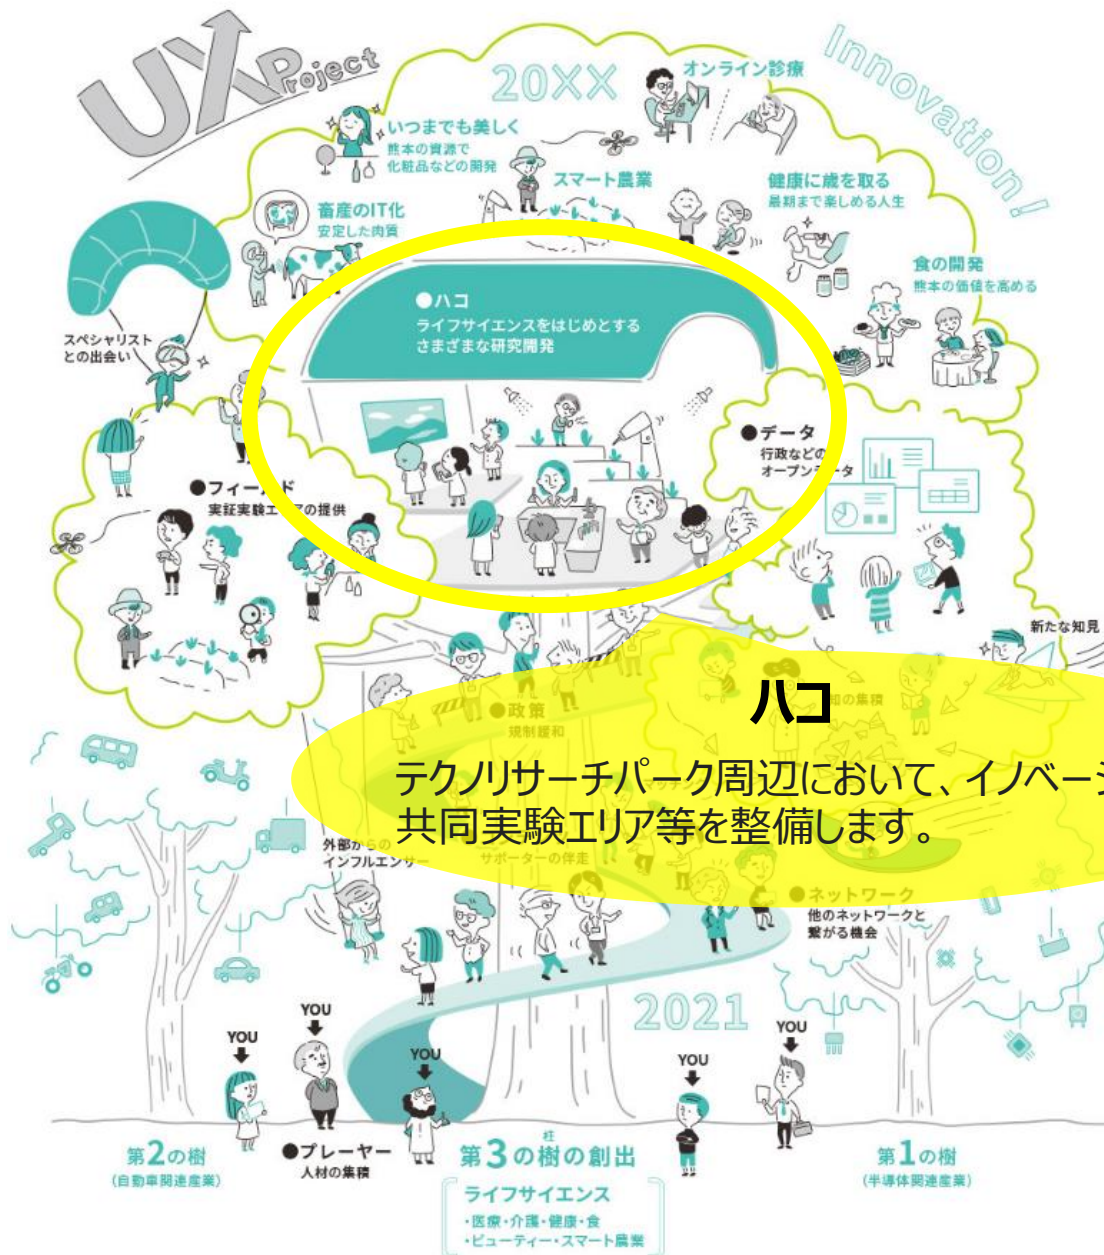 UX Project
20XX
Innovation!
オンライン診療
いつまでも美しく
熊本の資源で
化粧品などの開発
スマート農業
健康に歳を取る
最期まで楽しめる人生
畜産のIT化
安定した肉質
食の開発
熊本の価値を高める
●ハコ
ライフサイエンスをはじめとする
さまざまな研究開発
スペシャリスト
との出会い
●データ
行政などの
オープンデータ
●フィールド
実証実験エリアの提供
新たな知見
ハコ
知の集積
●政策
規制緩和
テクノリサーチパーク周辺において、イノベーシ
共同実験エリア等を整備します。
外部からの
インフルエンサー
サポーターの伴走
●ネットワーク
他のネットワークと
繋がる機会
2021
YOU
YOU
YOU
YOU
YOU
第2の樹
(自動車関連産業)
●プレーヤー
人材の集積
柱
第3の樹の創出
ライフサイエンス
・医療・介護・健康・食
・ビューティー・スマート農業
第1の樹
(半導体関連産業)